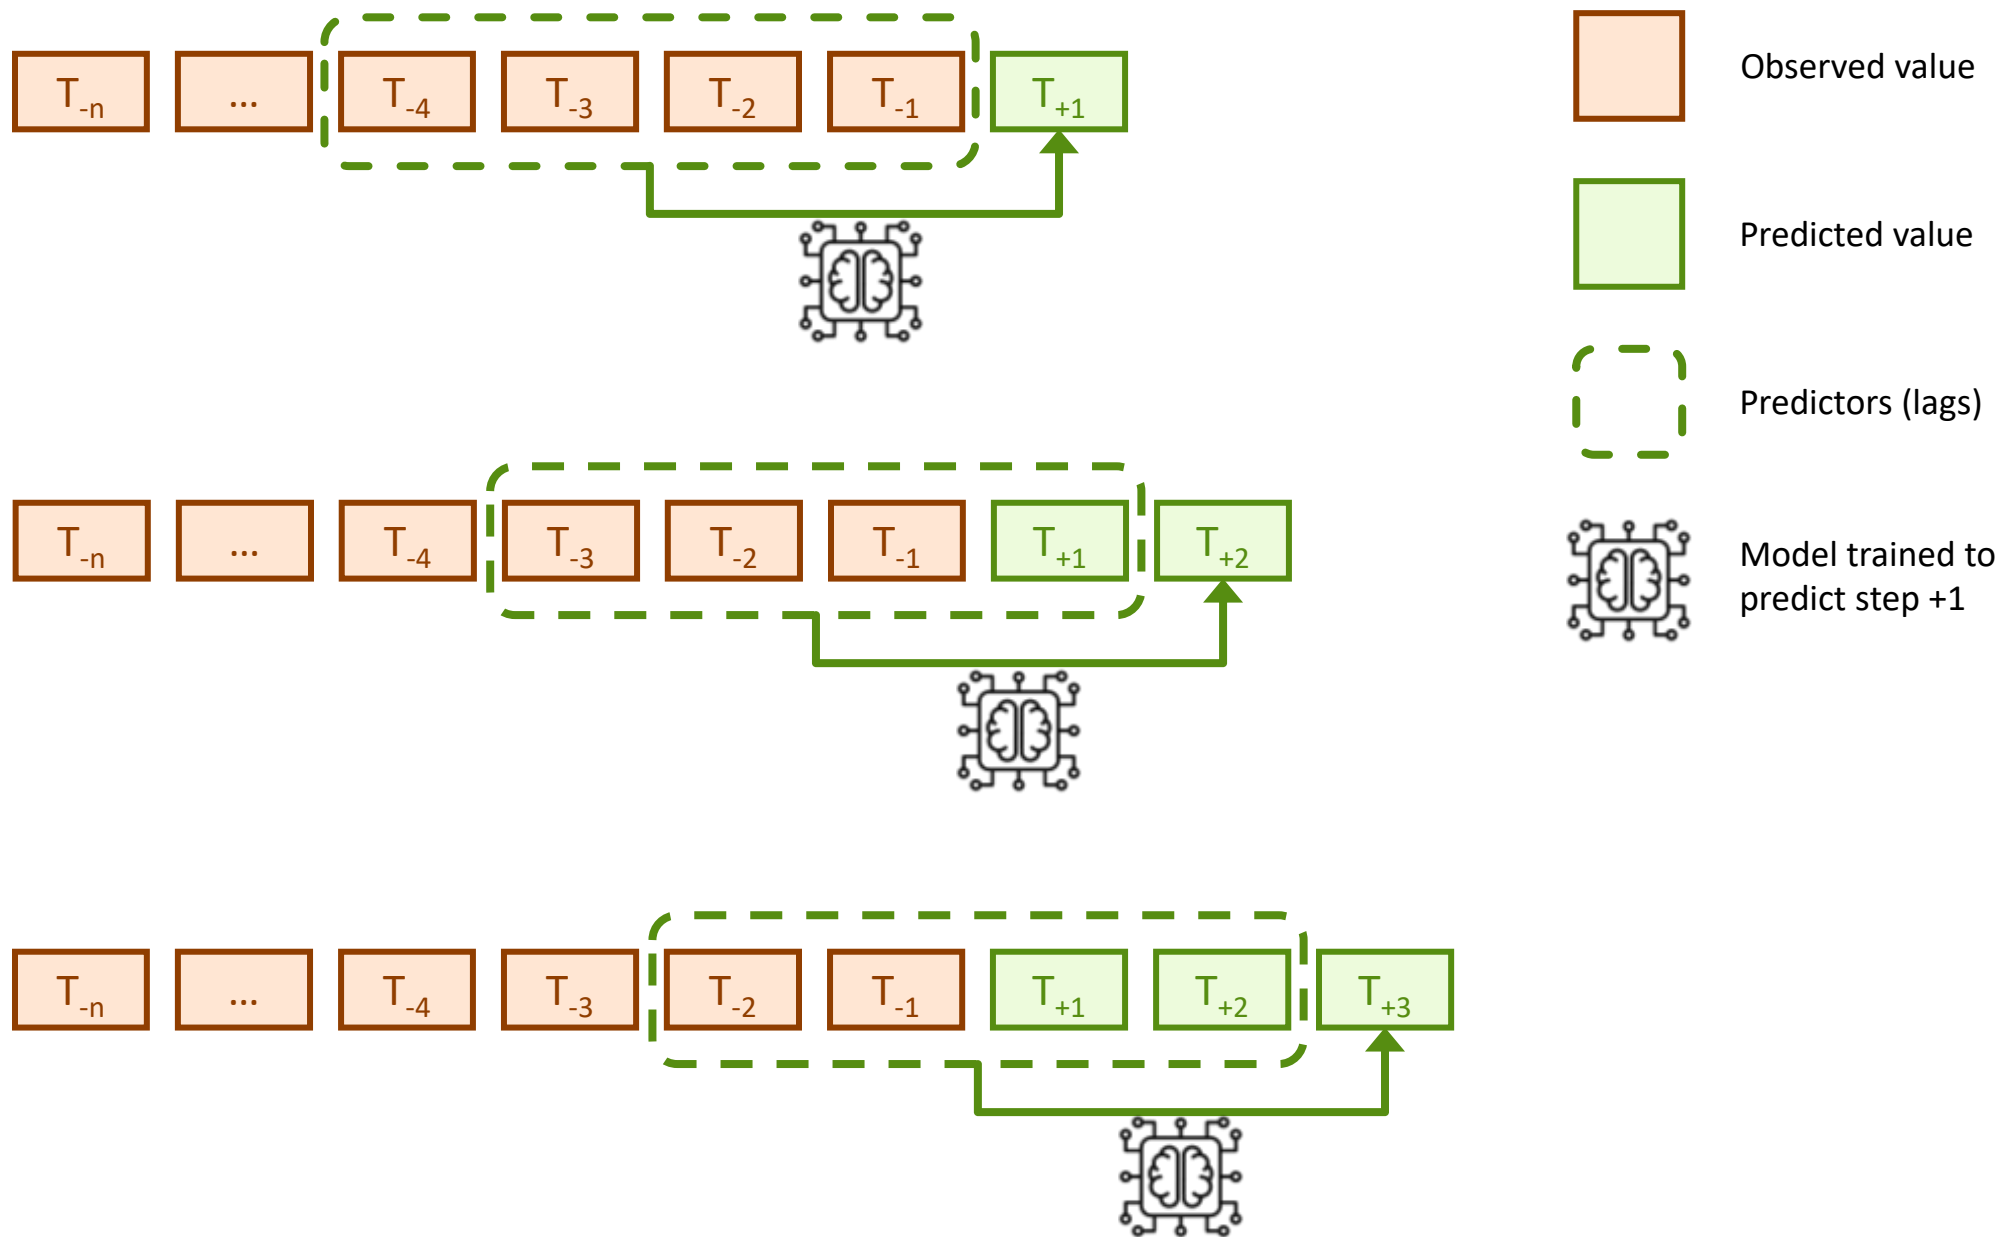 T-n ... T-4 T-3 T-2 T-1 T+1
Observed value
Predicted value
Predictors (lags)
T-n ... T-4 T-3 T-2 T-1 T+1 T+2
Model trained to
predict step +1
T-n ... T-4 T-3 T-2 T-1 T+1 T+2 T+3